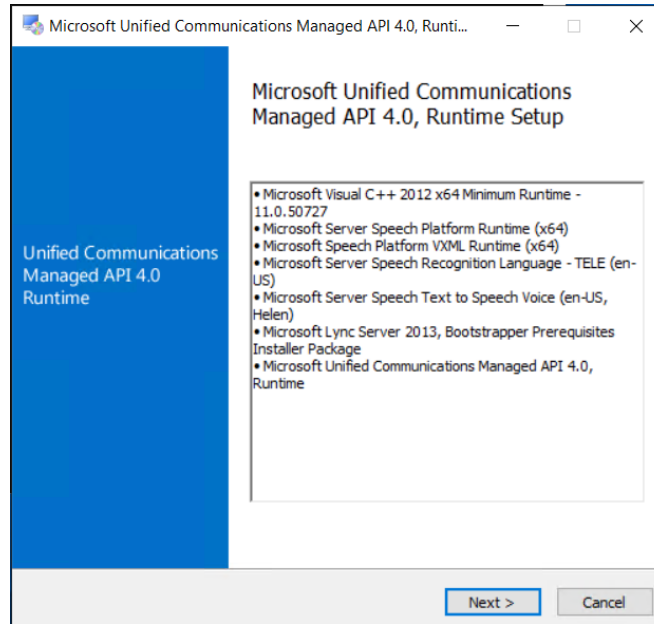 Microsoft Unified Communications Managed API 4.0, Runti...
Microsoft Unified Communications
Managed API 4.0, Runtime Setup
Unified Communications
Managed API 4.0
Runtime
• Microsoft Visual C++ 2012 x64 Minimum Runtime -
11.0.50727
• Microsoft Server Speech Platform Runtime (x64)
• Microsoft Speech Platform VXML Runtime (x64)
• Microsoft Server Speech Recognition Language - TELE (en-
US)
• Microsoft Server Speech Text to Speech Voice (en-US,
Helen)
• Microsoft Lync Server 2013, Bootstrapper Prerequisites
Installer Package
• Microsoft Unified Communications Managed API 4.0,
Runtime
Next >
Cancel